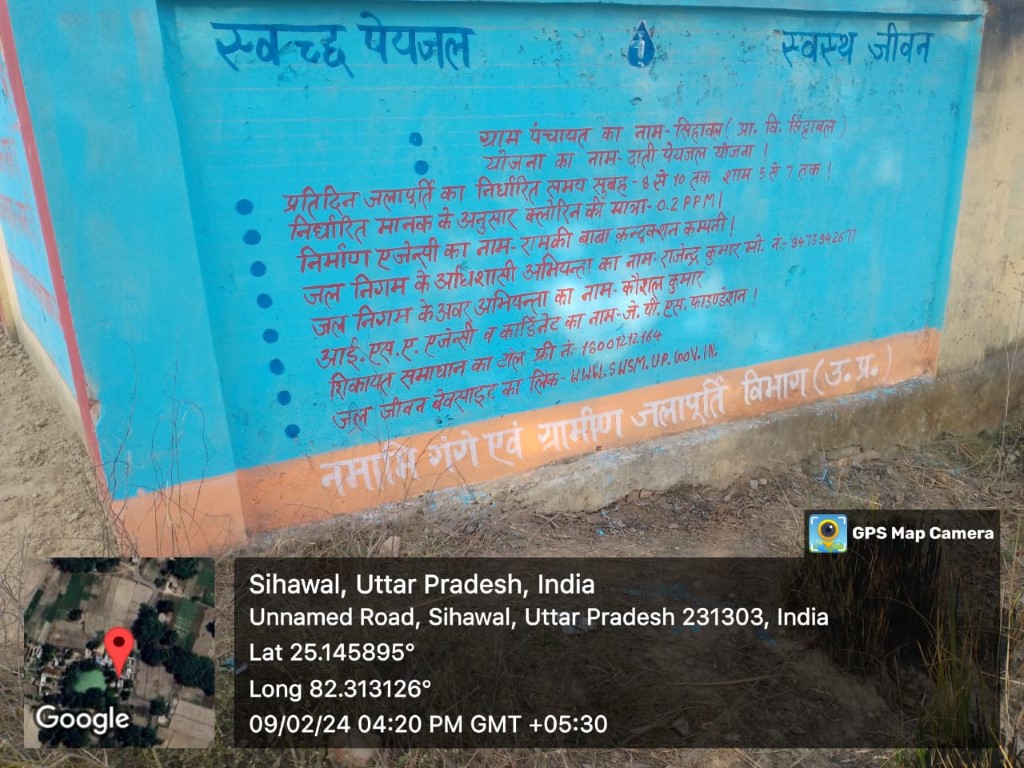 स्वच्छ पेयजल
स्वस्थ जीवन
ग्राम पंचायत का नाम-सिहावल (प्रा. वि. सिहावल)
योजना का नाम-दाती पेयजल योजना !
प्रतिदिन जलापूर्ति का निर्धारित समय सुबह-8 से 10 तक शाम 5 से 7 तक !
निर्धारित मानक के अनुसार क्लोरिन की मात्रा-0.2 PPM!
निर्माण एजेन्सी का नाम-रामकी बाबा कन्ट्रक्शन कम्पनी !
जल निगम के अधिशासी अभियन्ता का नाम-राजेन्द्र कुमार मो. नं:-9473942677
जल निगम के अवर अभियन्ता का नाम-कौशल कुमार
आई.एस.ए. एजेन्सी व कार्डिनेट का नाम-जे.पी.एस.फाउण्डेशन !
शिकायत समाधान का टोल फ्री नं:-18001212164
जल जीवन बेवसाइट का लिंक-WWW.SWSM.UP.GOV.IN.
नमामि गंगे एवं ग्रामीण जलापूर्ति विभाग (उ.प्र.)
GPS Map Camera
Sihawal, Uttar Pradesh, India
Unnamed Road, Sihawal, Uttar Pradesh 231303, India
Lat 25.145895°
Long 82.313126°
09/02/24 04:20 PM GMT +05:30
Google